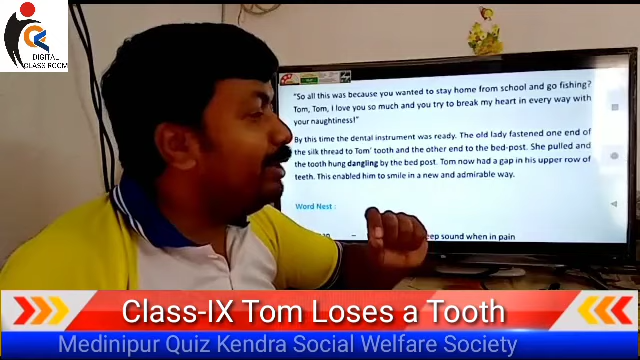 DIGITAL
CLASS ROOM
"So all this was because you wanted to stay home from school and go fishing?
Tom, Tom, I love you so much and you try to break my heart in every way with
your naughtiness!"
By this time the dental instrument was ready. The old lady fastened one end of
the silk thread to Tom' tooth and the other end to the bed-post. She pulled and
the tooth hung dangling by the bed post. Tom now had a gap in his upper row of
teeth. This enabled him to smile in a new and admirable way.
Word Nest :
– eep sound when in pain
Class-IX Tom Loses a Tooth
Medinipur Quiz Kendra Social Welfare Society